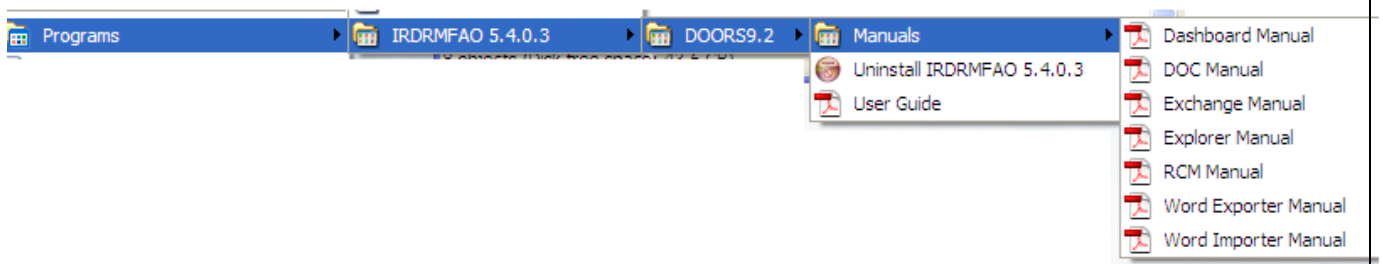 Programs
IRDRMFAO 5.4.0.3
DOORS9.2
Manuals
Uninstall IRDRMFAO 5.4.0.3
User Guide
Dashboard Manual
DOC Manual
Exchange Manual
Explorer Manual
RCM Manual
Word Exporter Manual
Word Importer Manual